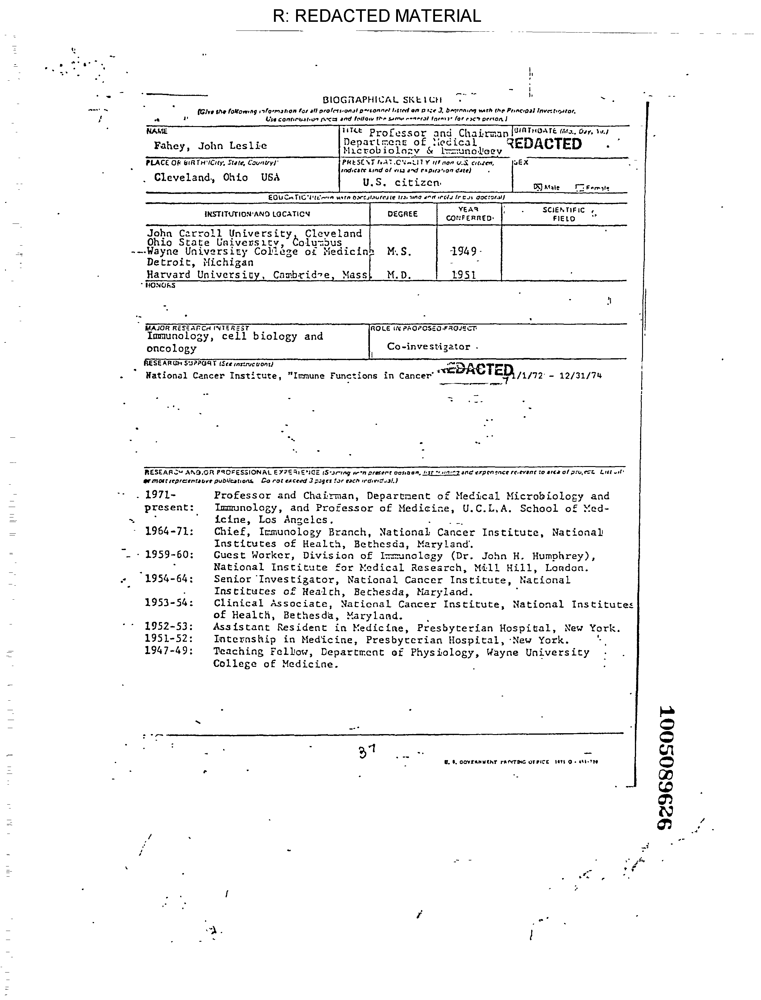 R: REDACTED MATERIAL
BIOGRAPHICAL SKETCH
(Give the following information for all professional personnel listed on page 3, beginning with the Principal Investigator.
Use continuation pages and follow the same general format for each person.)
NAME
Fahey, John Leslie
TITLE Professor and Chairman
Department of Medical
Microbiology & Immunology
BIRTHDATE (Mo., Day, Yr.)
REDACTED
PLACE OF BIRTH (City, State, Country)
Cleveland, Ohio USA
PRESENT NATIONALITY (If non U.S. citizen,
indicate kind of visa and expiration date)
U.S. citizen
SEX
Male Female
EDUCATION (Begin with baccalaureate training and include postdoctoral)
INSTITUTION AND LOCATION DEGREE YEAR CONFERRED SCIENTIFIC FIELD
John Carroll University, Cleveland
Ohio State University, Columbus
Wayne University College of Medicine M.S. 1949
Detroit, Michigan
Harvard University, Cambridge, Mass. M.D. 1951
HONORS
MAJOR RESEARCH INTEREST
Immunology, cell biology and
oncology
ROLE IN PROPOSED PROJECT
Co-investigator
RESEARCH SUPPORT (See instructions)
National Cancer Institute, "Immune Functions in Cancer" REDACTED 1/1/72 - 12/31/74
RESEARCH AND/OR PROFESSIONAL EXPERIENCE (Starting with present position, list training and experience relevant to area of project. List all
or most representative publications. Do not exceed 3 pages for each individual.)
1971- Professor and Chairman, Department of Medical Microbiology and
present: Immunology, and Professor of Medicine, U.C.L.A. School of Med-
icine, Los Angeles.
1964-71: Chief, Immunology Branch, National Cancer Institute, National
Institutes of Health, Bethesda, Maryland.
1959-60: Guest Worker, Division of Immunology (Dr. John H. Humphrey),
National Institute for Medical Research, Mill Hill, London.
1954-64: Senior Investigator, National Cancer Institute, National
Institutes of Health, Bethesda, Maryland.
1953-54: Clinical Associate, National Cancer Institute, National Institutes
of Health, Bethesda, Maryland.
1952-53: Assistant Resident in Medicine, Presbyterian Hospital, New York.
1951-52: Internship in Medicine, Presbyterian Hospital, New York.
1947-49: Teaching Fellow, Department of Physiology, Wayne University
College of Medicine.
37
U. S. GOVERNMENT PRINTING OFFICE
1005089626